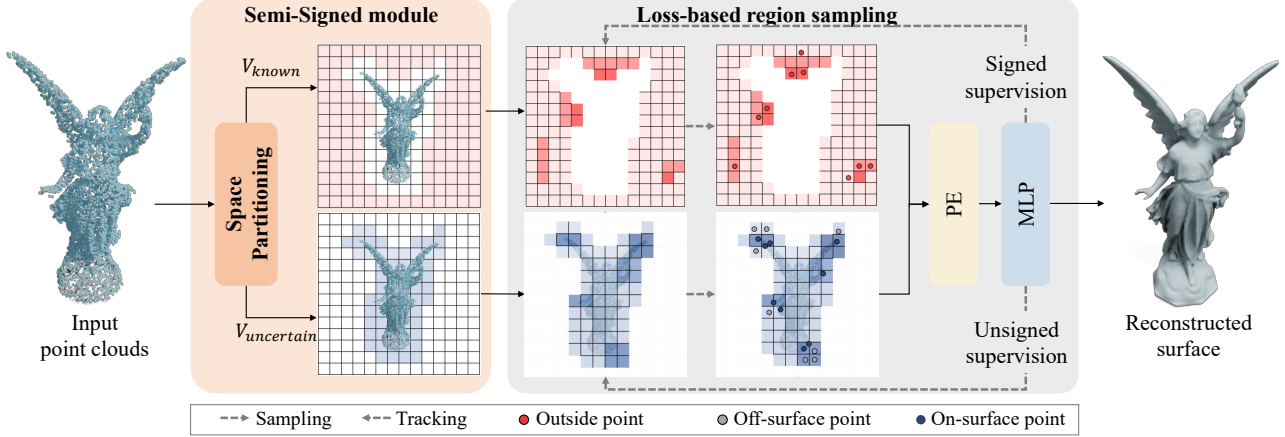 Semi-Signed module
Loss-based region sampling
V_known
Space
Partitioning
V_uncertain
Signed
supervision
PE
MLP
Unsigned
supervision
Input
point clouds
Reconstructed
surface
Sampling
Tracking
Outside point
Off-surface point
On-surface point